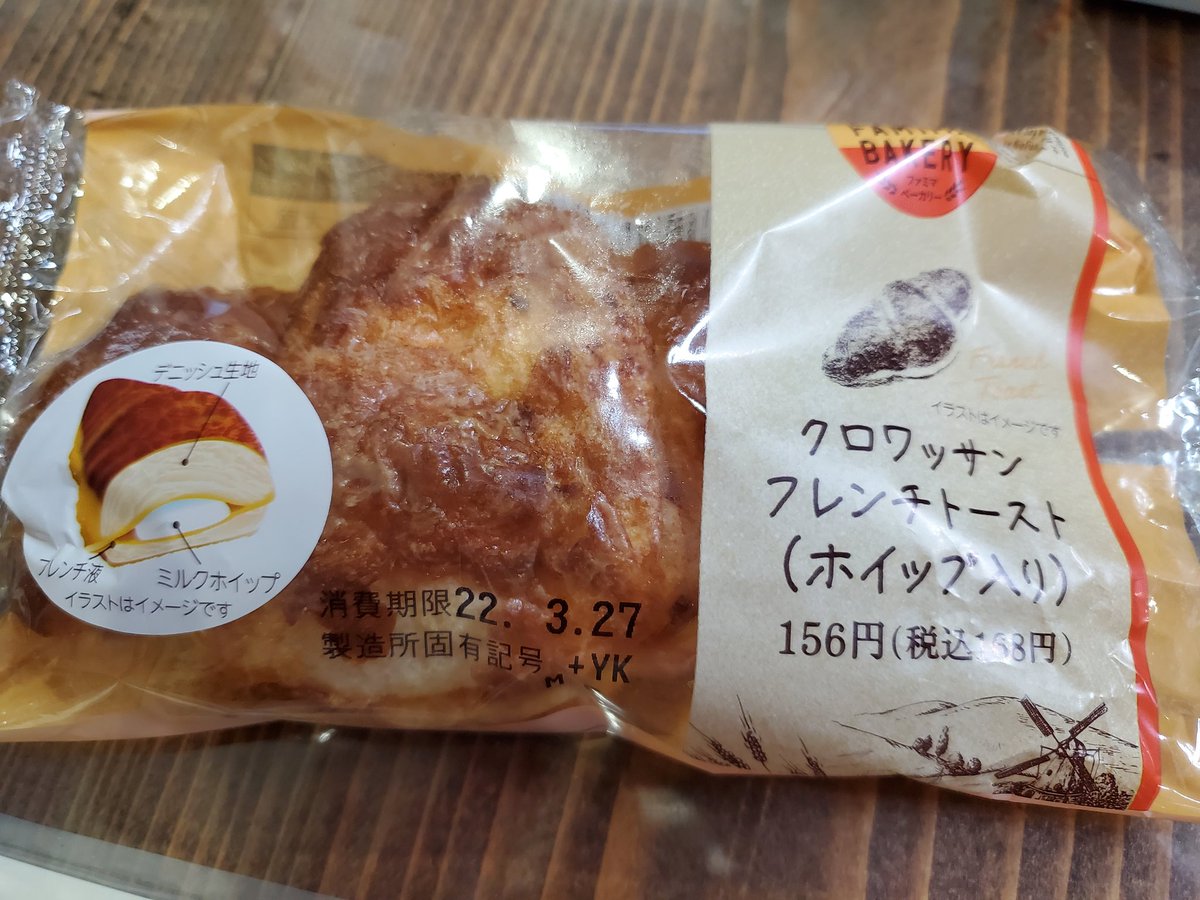 BAKERY
ファミマ
ベーカリー
イラストはイメージです
クロワッサン
フレンチトースト
(ホイップ入り)
156円(税込168円)
デニッシュ生地
フレンチ液
ミルクホイップ
イラストはイメージです
消費期限22. 3.27
製造所固有記号 M+YK